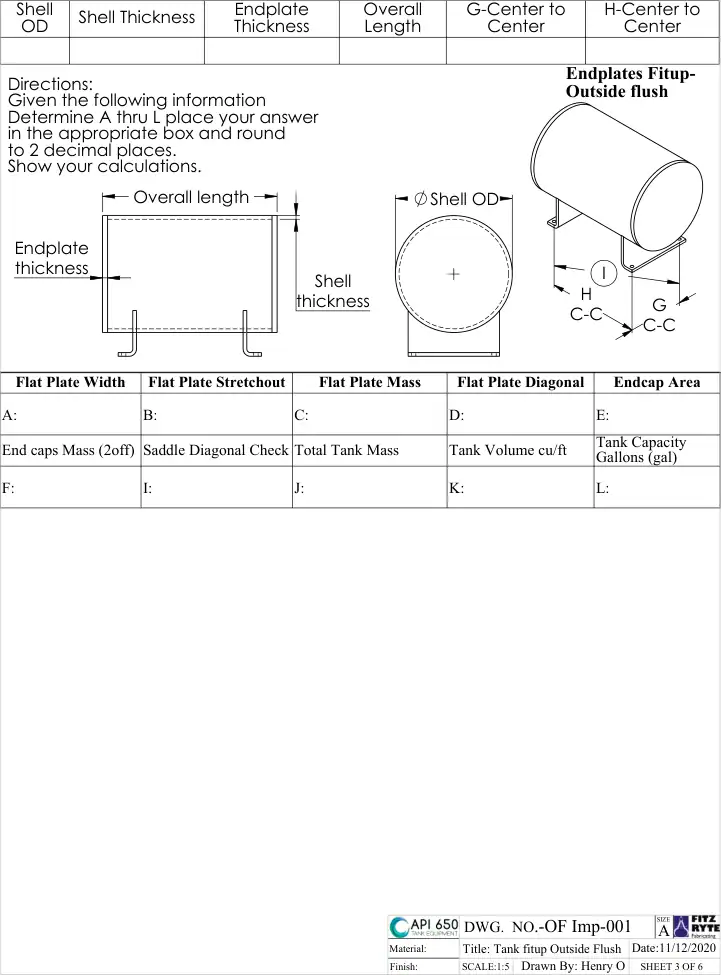 Shell OD
Shell Thickness
Endplate Thickness
Overall Length
G-Center to Center
H-Center to Center
Directions:
Given the following information
Determine A thru L place your answer
in the appropriate box and round
to 2 decimal places.
Show your calculations.
Endplates Fitup-
Outside flush
Overall length
Ø Shell OD
Endplate
thickness
Shell
thickness
I
H
C-C
G
C-C
Flat Plate Width
Flat Plate Stretchout
Flat Plate Mass
Flat Plate Diagonal
Endcap Area
A:
B:
C:
D:
E:
End caps Mass (2off)
Saddle Diagonal Check
Total Tank Mass
Tank Volume cu/ft
Tank Capacity
Gallons (gal)
F:
I:
J:
K:
L:
API 650
TANK EQUIPMENT
DWG. NO.-OF Imp-001
SIZE
A
FITZ
RYTE
Fabricating
Material:
Title: Tank fitup Outside Flush
Date:11/12/2020
Finish:
SCALE:1:5
Drawn By: Henry O
SHEET 3 OF 6